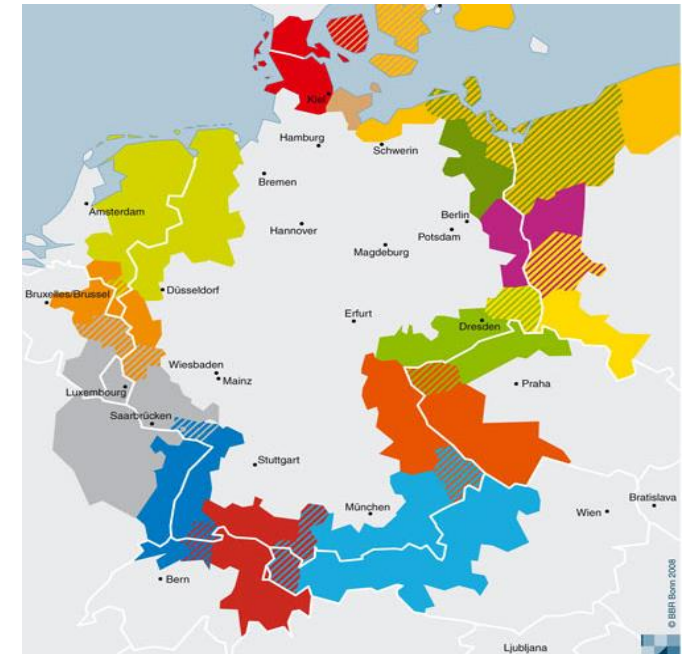 Kiel
Hamburg
Schwerin
Bremen
Amsterdam
Berlin
Hannover
Potsdam
Magdeburg
Bruxelles/Brussel
Düsseldorf
Erfurt
Dresden
Wiesbaden
Mainz
Praha
Luxembourg
Saarbrücken
Stuttgart
München
Wien
Bratislava
Bern
Ljubljana
© BBR Bonn 2008